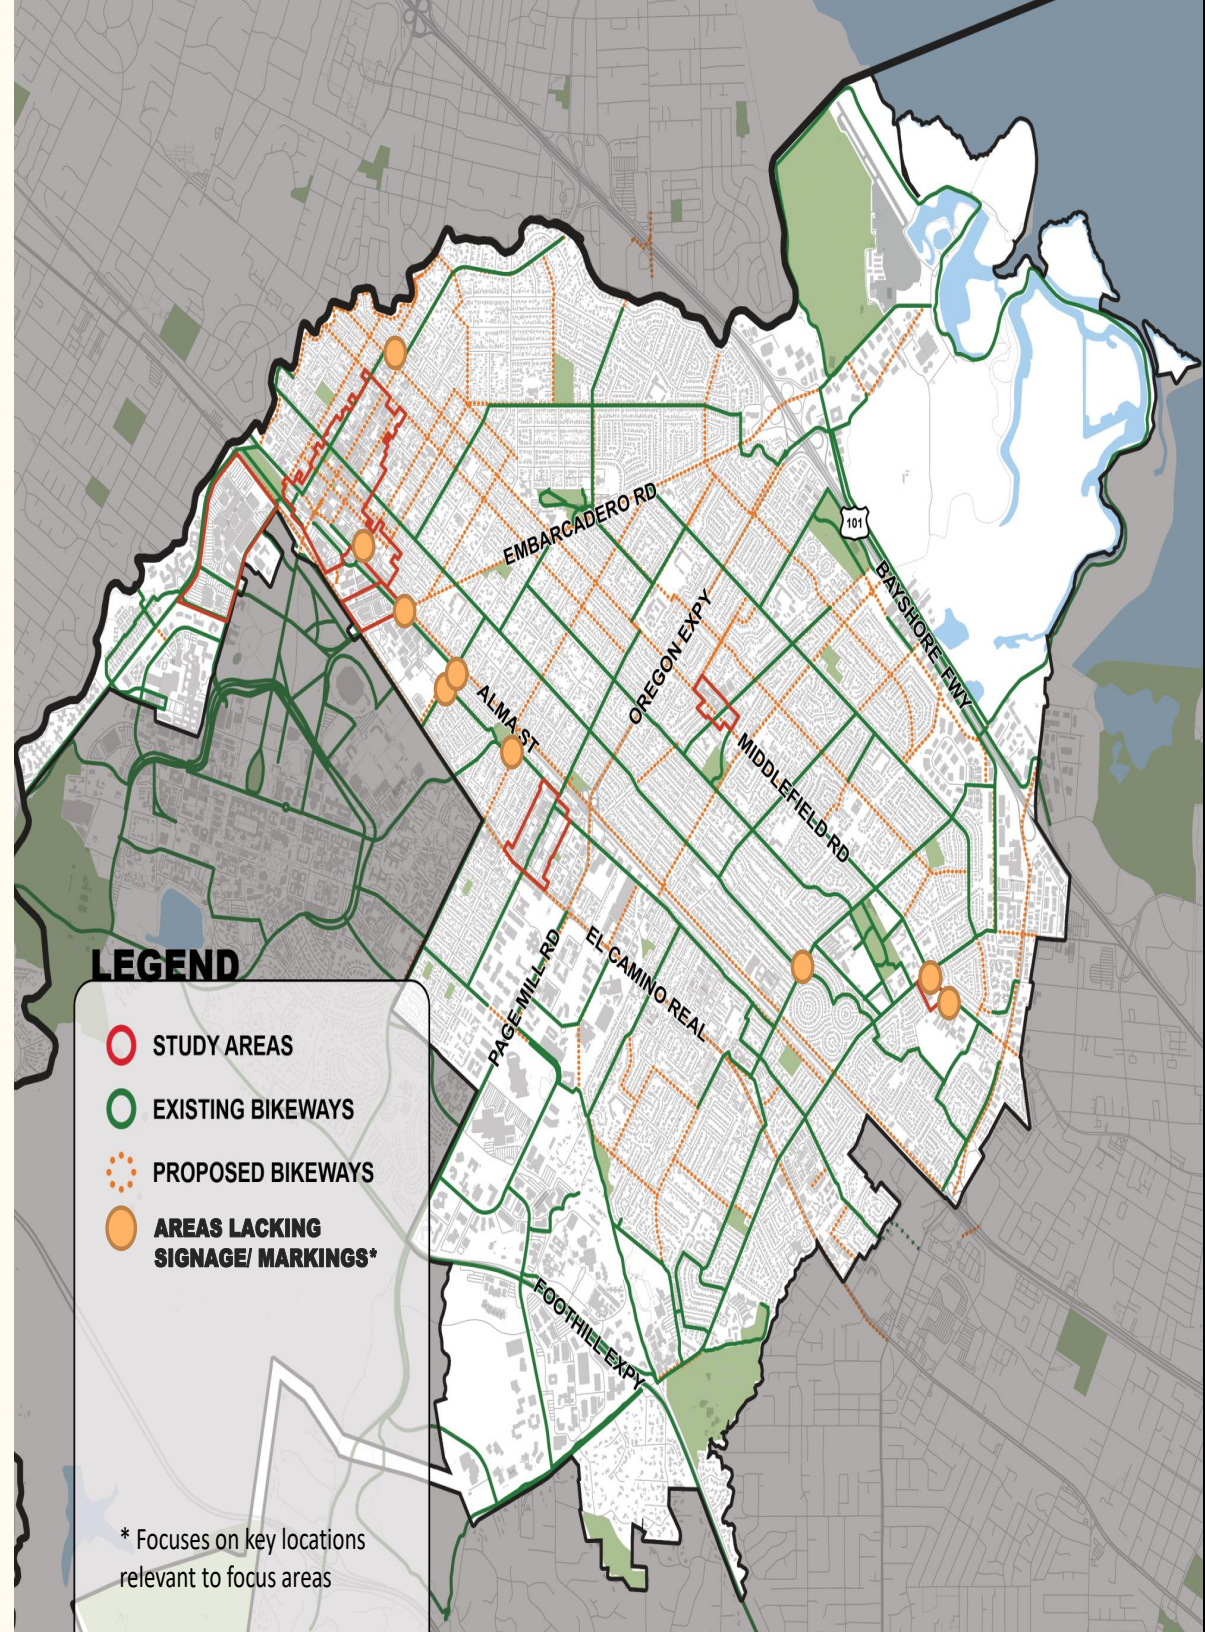 EMBARCADERO RD
101
BAYSHORE FWY
OREGON EXPY
ALMA ST
MIDDLEFIELD RD
EL CAMINO REAL
PAGE MILL RD
FOOTHILL EXPY
LEGEND
STUDY AREAS
EXISTING BIKEWAYS
PROPOSED BIKEWAYS
AREAS LACKING
SIGNAGE/ MARKINGS*
* Focuses on key locations
relevant to focus areas